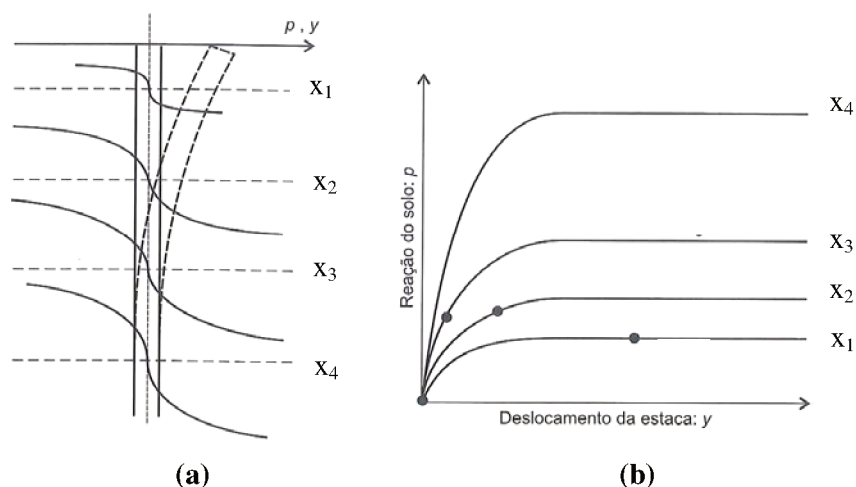 p , y
x₁
x₂
x₃
x₄
(a)
Reação do solo: p
x₄
x₃
x₂
x₁
Deslocamento da estaca: y
(b)